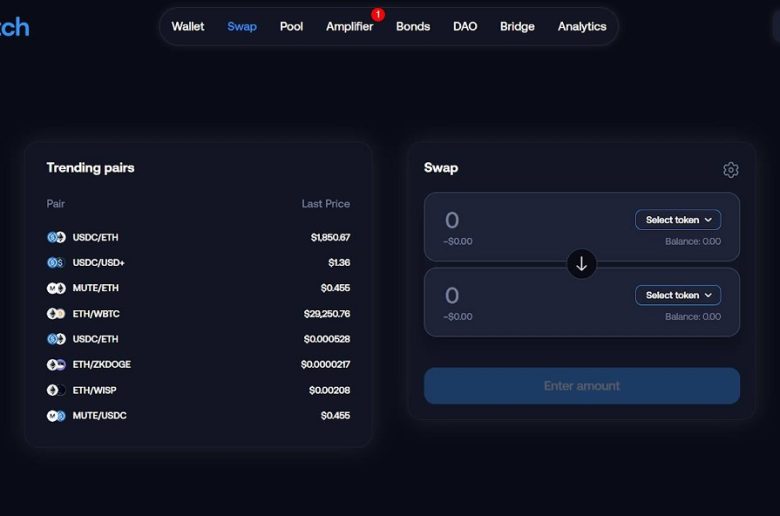 tch
Wallet Swap Pool Amplifier 1 Bonds DAO Bridge Analytics
Trending pairs
Pair Last Price
USDC/ETH $1,850.67
USDC/USD+ $1.36
MUTE/ETH $0.455
ETH/WBTC $29,250.76
USDC/ETH $0.000528
ETH/ZKDOGE $0.0000217
ETH/WISP $0.00208
MUTE/USDC $0.455
Swap
0 Select token
~$0.00 Balance: 0.00
0 Select token
~$0.00 Balance: 0.00
Enter amount